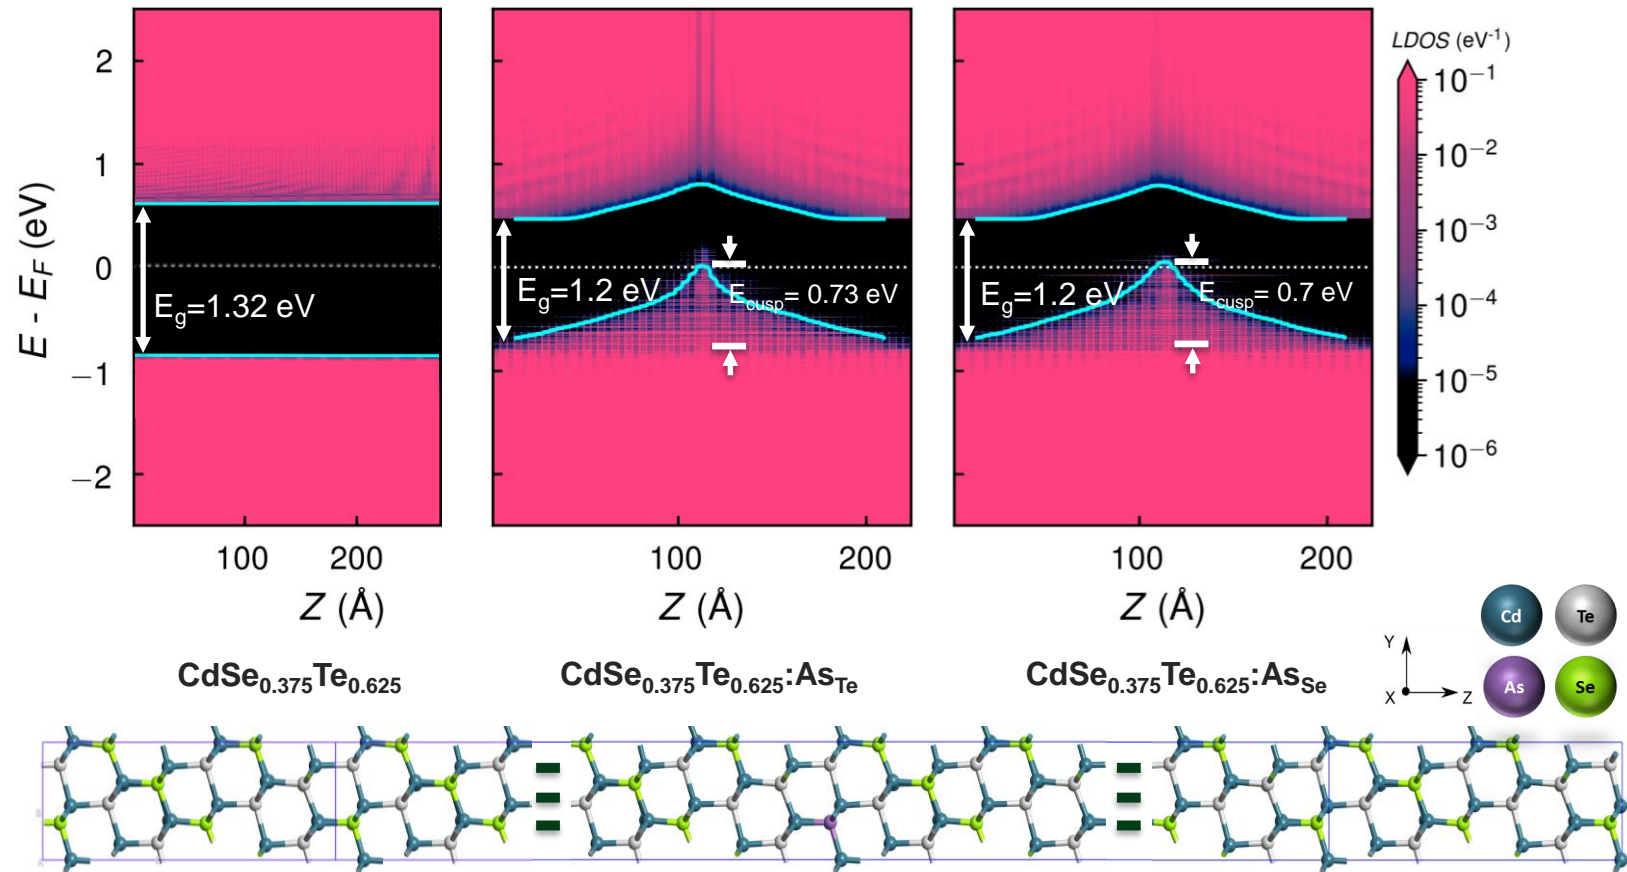 LDOS (eV⁻¹)
E - E_F (eV)
2
1
0
−1
−2
E_g=1.32 eV
E_g=1.2 eV
E_cusp= 0.73 eV
E_g=1.2 eV
E_cusp= 0.7 eV
10⁻¹
10⁻²
10⁻³
10⁻⁴
10⁻⁵
10⁻⁶
100 200
100 200
100 200
Z (Å)
Z (Å)
Z (Å)
CdSe₀.₃₇₅Te₀.₆₂₅
CdSe₀.₃₇₅Te₀.₆₂₅:As_Te
CdSe₀.₃₇₅Te₀.₆₂₅:As_Se
Y
X
Z
Cd Te
As Se